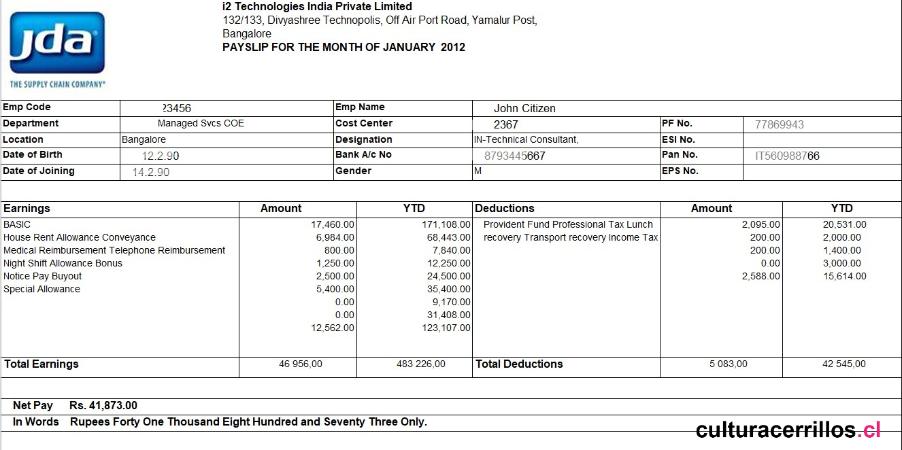 i2 Technologies India Private Limited
132/133, Divyashree Technopolis, Off Air Port Road, Yamalur Post,
Bangalore
PAYSLIP FOR THE MONTH OF JANUARY 2012
jda
THE SUPPLY CHAIN COMPANY
Emp Code 23456 Emp Name John Citizen
Department Managed Svcs COE Cost Center 2367 PF No. 77869943
Location Bangalore Designation IN-Technical Consultant, ESI No.
Date of Birth 12.2.90 Bank A/c No 8793445667 Pan No. IT560988766
Date of Joining 14.2.90 Gender M EPS No.
Earnings Amount YTD Deductions Amount YTD
BASIC 17,460.00 171,108.00 Provident Fund Professional Tax Lunch 2,095.00 20,531.00
House Rent Allowance Conveyance 6,984.00 68,443.00 recovery Transport recovery Income Tax 200.00 2,000.00
Medical Reimbursement Telephone Reimbursement 800.00 7,840.00 200.00 1,400.00
Night Shift Allowance Bonus 1,250.00 12,250.00 0.00 3,000.00
Notice Pay Buyout 2,500.00 24,500.00 2,588.00 15,614.00
Special Allowance 5,400.00 35,400.00
0.00 9,170.00
0.00 31,408.00
12,562.00 123,107.00
Total Earnings 46 956,00 483 226,00 Total Deductions 5 083,00 42 545,00
Net Pay Rs. 41,873.00
In Words Rupees Forty One Thousand Eight Hundred and Seventy Three Only.
culturacerrillos.cl